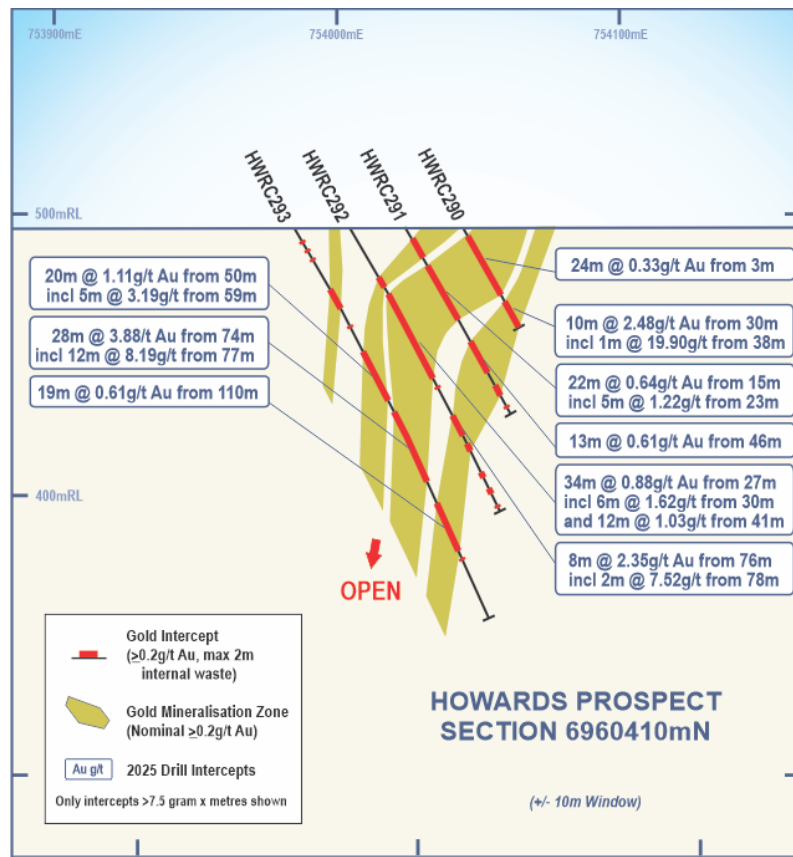 753900mE
754000mE
754100mE
HWRC293
HWRC292
HWRC291
HWRC290
500mRL
20m @ 1.11g/t Au from 50m
incl 5m @ 3.19g/t from 59m
28m @ 3.88/t Au from 74m
incl 12m @ 8.19g/t from 77m
19m @ 0.61g/t Au from 110m
24m @ 0.33g/t Au from 3m
10m @ 2.48g/t Au from 30m
incl 1m @ 19.90g/t from 38m
22m @ 0.64g/t Au from 15m
incl 5m @ 1.22g/t from 23m
13m @ 0.61g/t Au from 46m
34m @ 0.88g/t Au from 27m
incl 6m @ 1.62g/t from 30m
and 12m @ 1.03g/t from 41m
8m @ 2.35g/t Au from 76m
incl 2m @ 7.52g/t from 78m
400mRL
OPEN
Gold Intercept
(≥0.2g/t Au, max 2m
internal waste)
Gold Mineralisation Zone
(Nominal ≥0.2g/t Au)
Au g/t
2025 Drill Intercepts
Only intercepts >7.5 gram x metres shown
HOWARDS PROSPECT
SECTION 6960410mN
(+/- 10m Window)